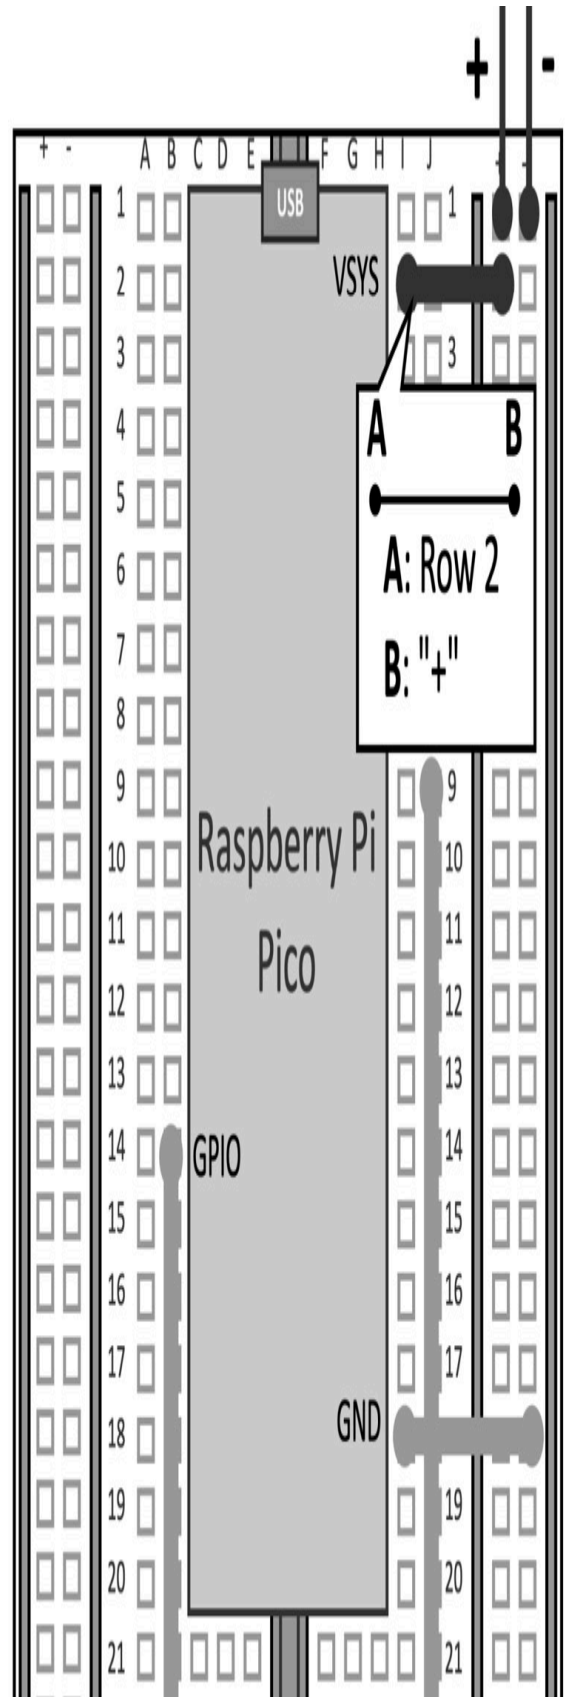 + -
+ - A B C D E F G H I J + -
1 USB 1
2 VSYS
3 3
4 A B
5
6 A: Row 2
7 B: "+"
8
9 9
10 Raspberry Pi 10
11 Pico 11
12 12
13 13
14 GPIO 14
15 15
16 16
17 17
18 GND
19 19
20 20
21 21